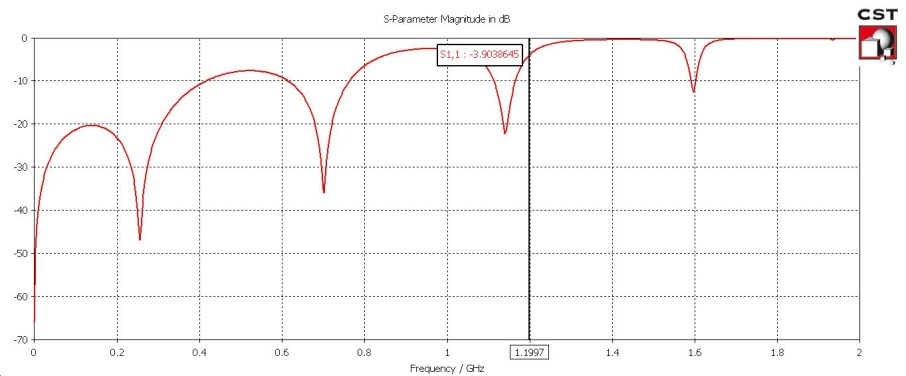 S-Parameter Magnitude in dB
CST
S1,1 : -3.9038645
0
-10
-20
-30
-40
-50
-60
-70
0 0.2 0.4 0.6 0.8 1 1.1997 1.4 1.6 1.8 2
Frequency / GHz